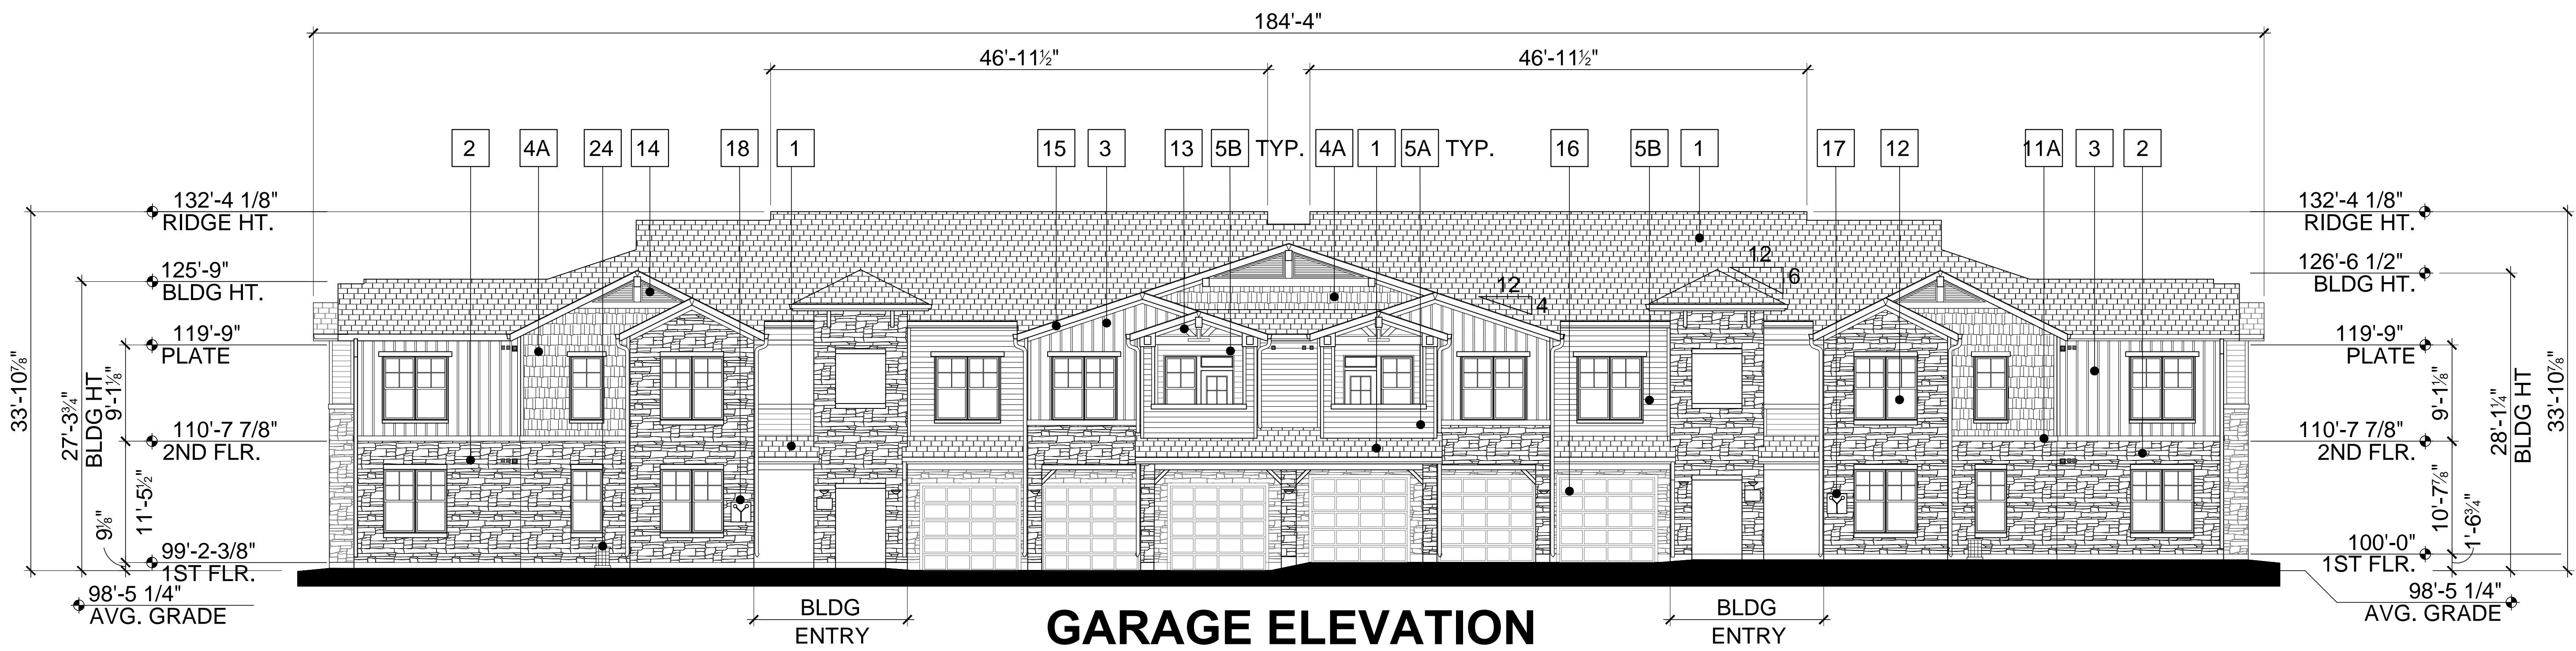 184'-4"
46'-11½"
46'-11½"
2
4A
24
14
18
1
15
3
13
5B TYP.
4A
1
5A TYP.
16
5B
1
17
12
11A
3
2
132'-4 1/8"
RIDGE HT.
125'-9"
BLDG HT.
119'-9"
PLATE
110'-7 7/8"
2ND FLR.
99'-2-3/8"
1ST FLR.
98'-5 1/4"
AVG. GRADE
33'-10⅞"
27'-3¾"
BLDG HT
9'-1⅛"
11'-5½"
9⅛"
12
4
12
6
132'-4 1/8"
RIDGE HT.
126'-6 1/2"
BLDG HT.
119'-9"
PLATE
110'-7 7/8"
2ND FLR.
100'-0"
1ST FLR.
98'-5 1/4"
AVG. GRADE
9'-1⅛"
10'-7⅞"
1'-6¾"
28'-1¼"
BLDG HT
33'-10⅞"
BLDG
ENTRY
GARAGE ELEVATION
BLDG
ENTRY